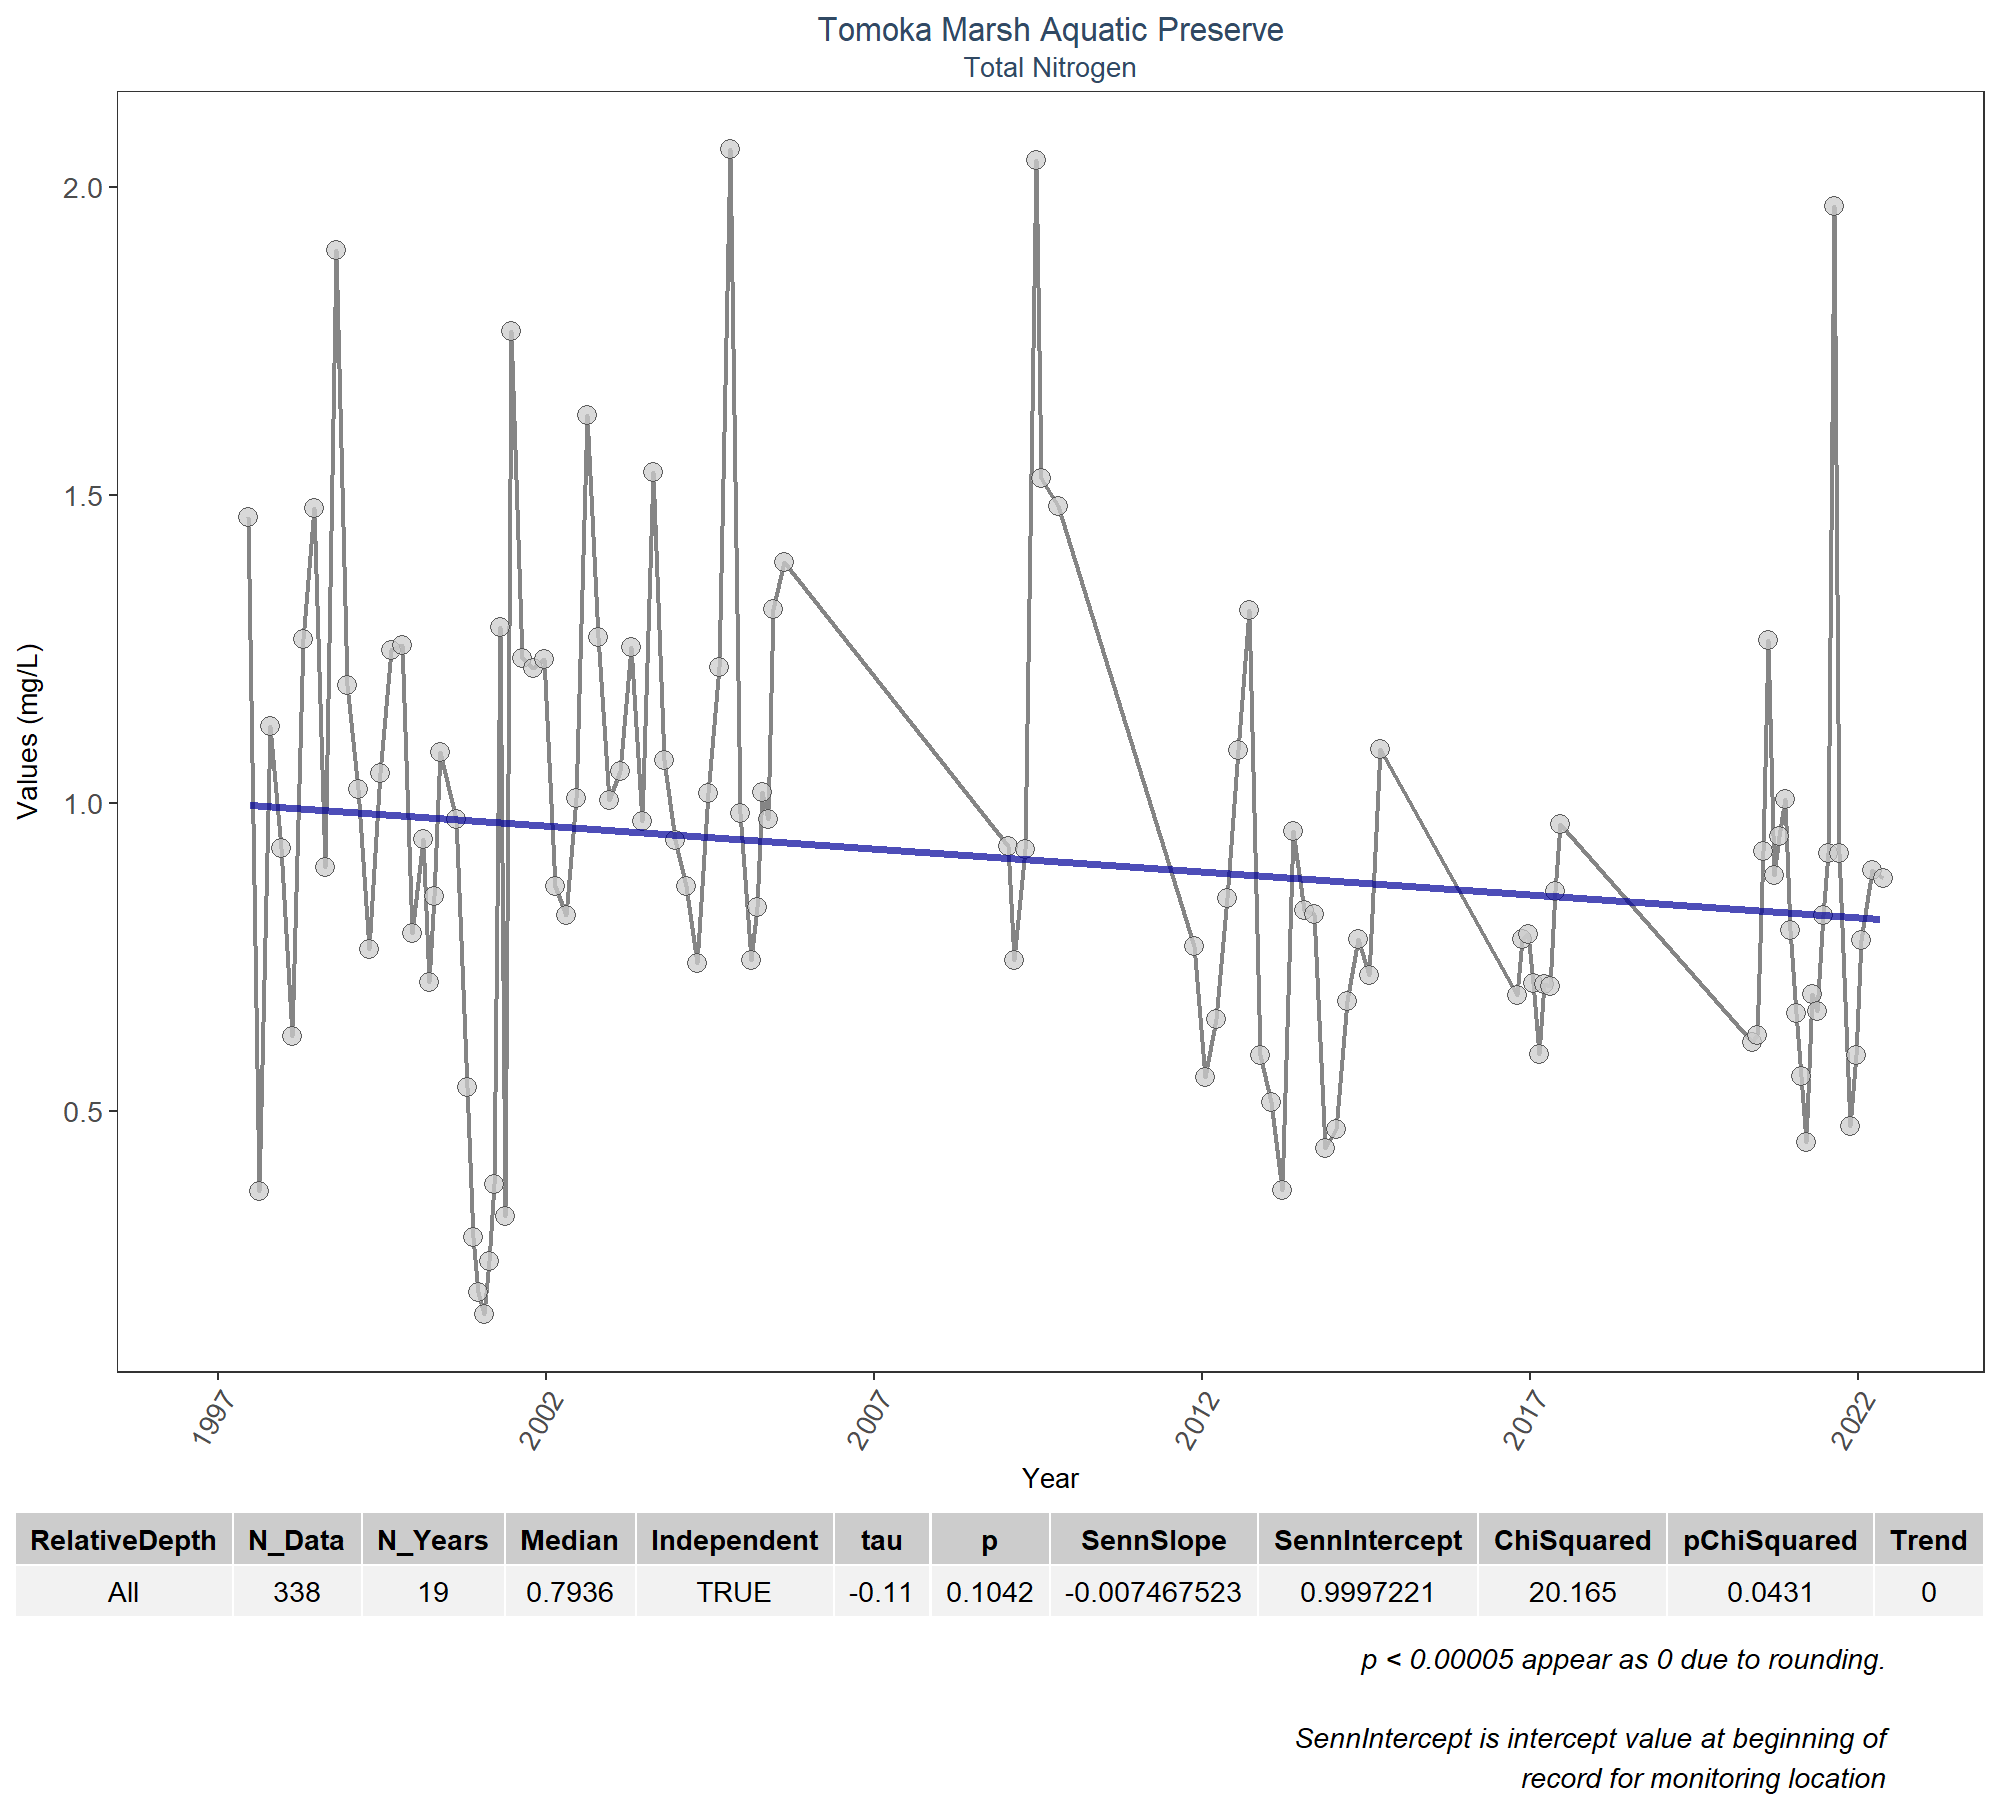 Tomoka Marsh Aquatic Preserve
Total Nitrogen
Values (mg/L)
2.0
1.5
1.0
0.5
1997 2002 2007 2012 2017 2022
Year
RelativeDepth N_Data N_Years Median Independent tau p SennSlope SennIntercept ChiSquared pChiSquared Trend
All 338 19 0.7936 TRUE -0.11 0.1042 -0.007467523 0.9997221 20.165 0.0431 0
p < 0.00005 appear as 0 due to rounding.
SennIntercept is intercept value at beginning of
record for monitoring location